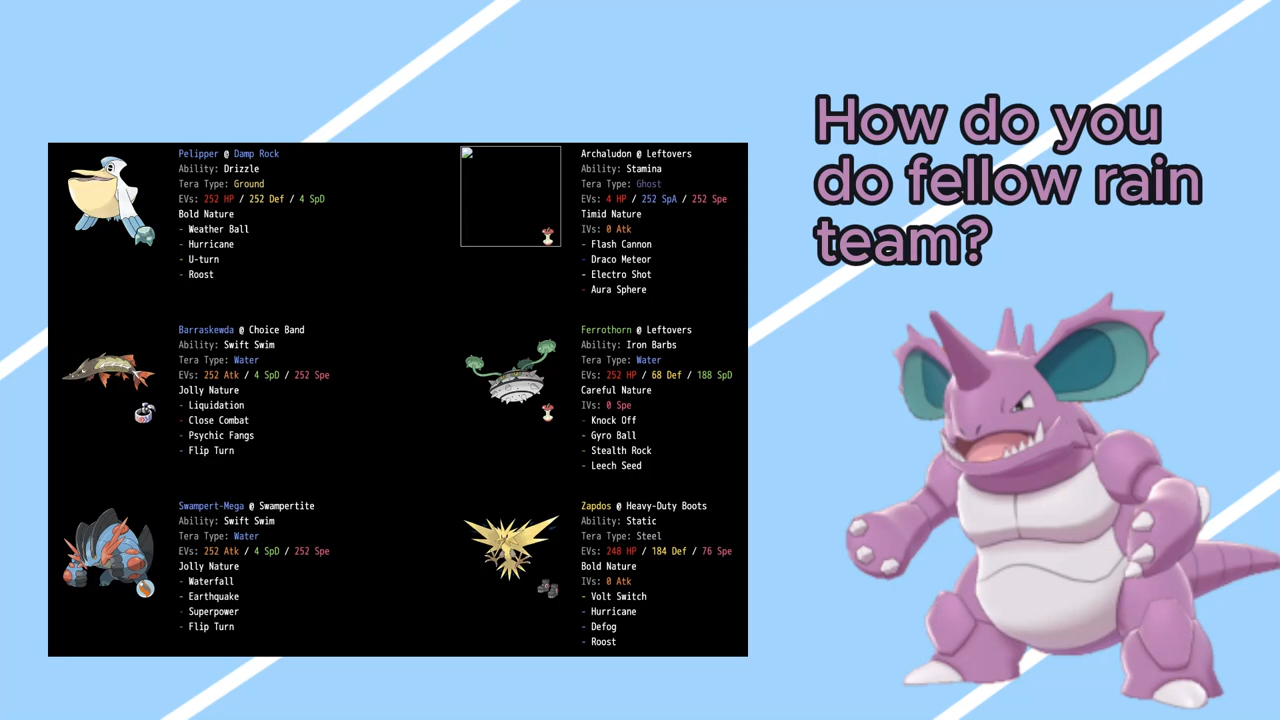 How do you
do fellow rain
team?
Pelipper @ Damp Rock
Ability: Drizzle
Tera Type: Ground
EVs: 252 HP / 252 Def / 4 SpD
Bold Nature
- Weather Ball
- Hurricane
- U-turn
- Roost
Archaludon @ Leftovers
Ability: Stamina
Tera Type: Ghost
EVs: 4 HP / 252 SpA / 252 Spe
Timid Nature
IVs: 0 Atk
- Flash Cannon
- Draco Meteor
- Electro Shot
- Aura Sphere
Barraskewda @ Choice Band
Ability: Swift Swim
Tera Type: Water
EVs: 252 Atk / 4 SpD / 252 Spe
Jolly Nature
- Liquidation
- Close Combat
- Psychic Fangs
- Flip Turn
Ferrothorn @ Leftovers
Ability: Iron Barbs
Tera Type: Water
EVs: 252 HP / 68 Def / 188 SpD
Careful Nature
IVs: 0 Spe
- Knock Off
- Gyro Ball
- Stealth Rock
- Leech Seed
Swampert-Mega @ Swampertite
Ability: Swift Swim
Tera Type: Water
EVs: 252 Atk / 4 SpD / 252 Spe
Jolly Nature
- Waterfall
- Earthquake
- Superpower
- Flip Turn
Zapdos @ Heavy-Duty Boots
Ability: Static
Tera Type: Steel
EVs: 248 HP / 184 Def / 76 Spe
Bold Nature
IVs: 0 Atk
- Volt Switch
- Hurricane
- Defog
- Roost